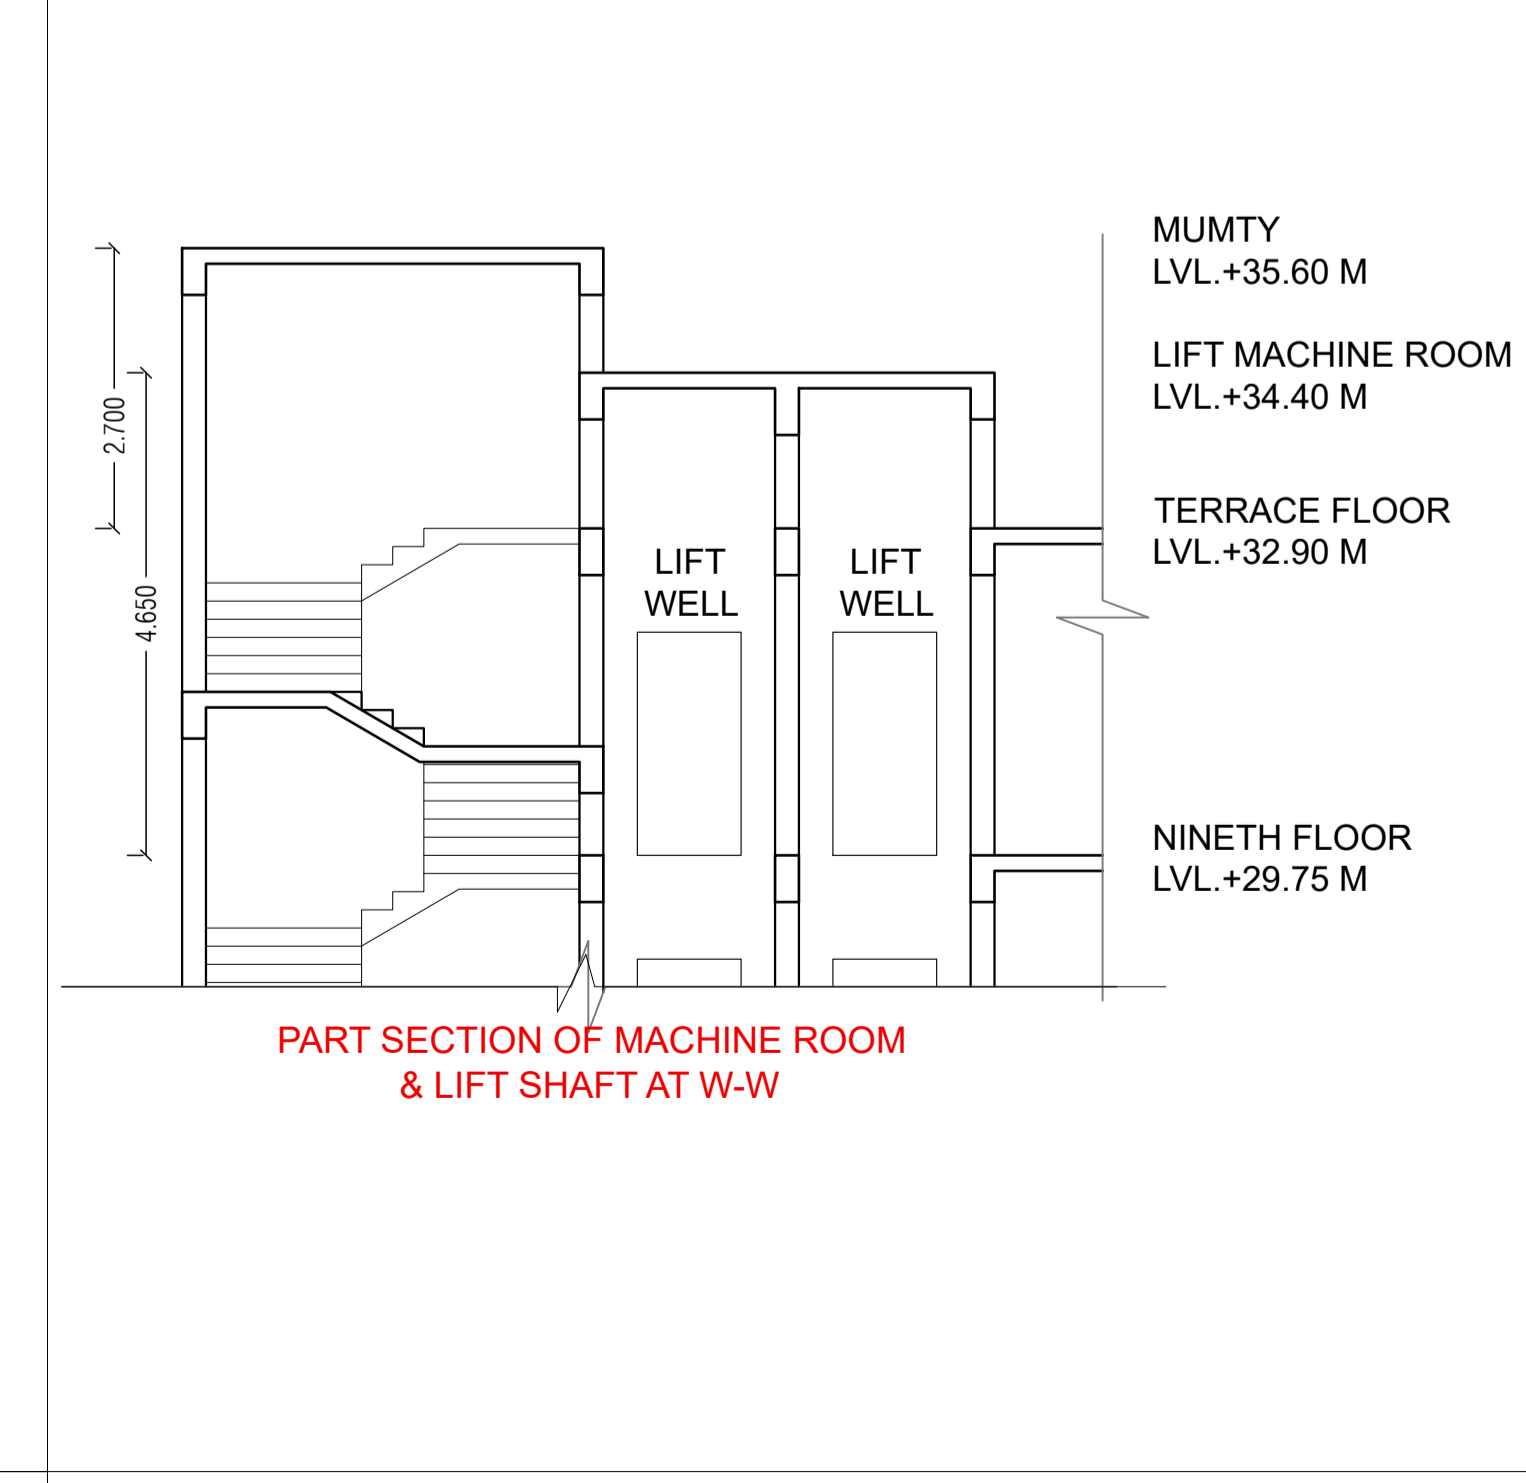 MUMTY
LVL.+35.60 M
LIFT MACHINE ROOM
LVL.+34.40 M
2.700
TERRACE FLOOR
LVL.+32.90 M
LIFT
WELL
LIFT
WELL
4.650
NINETH FLOOR
LVL.+29.75 M
PART SECTION OF MACHINE ROOM
& LIFT SHAFT AT W-W